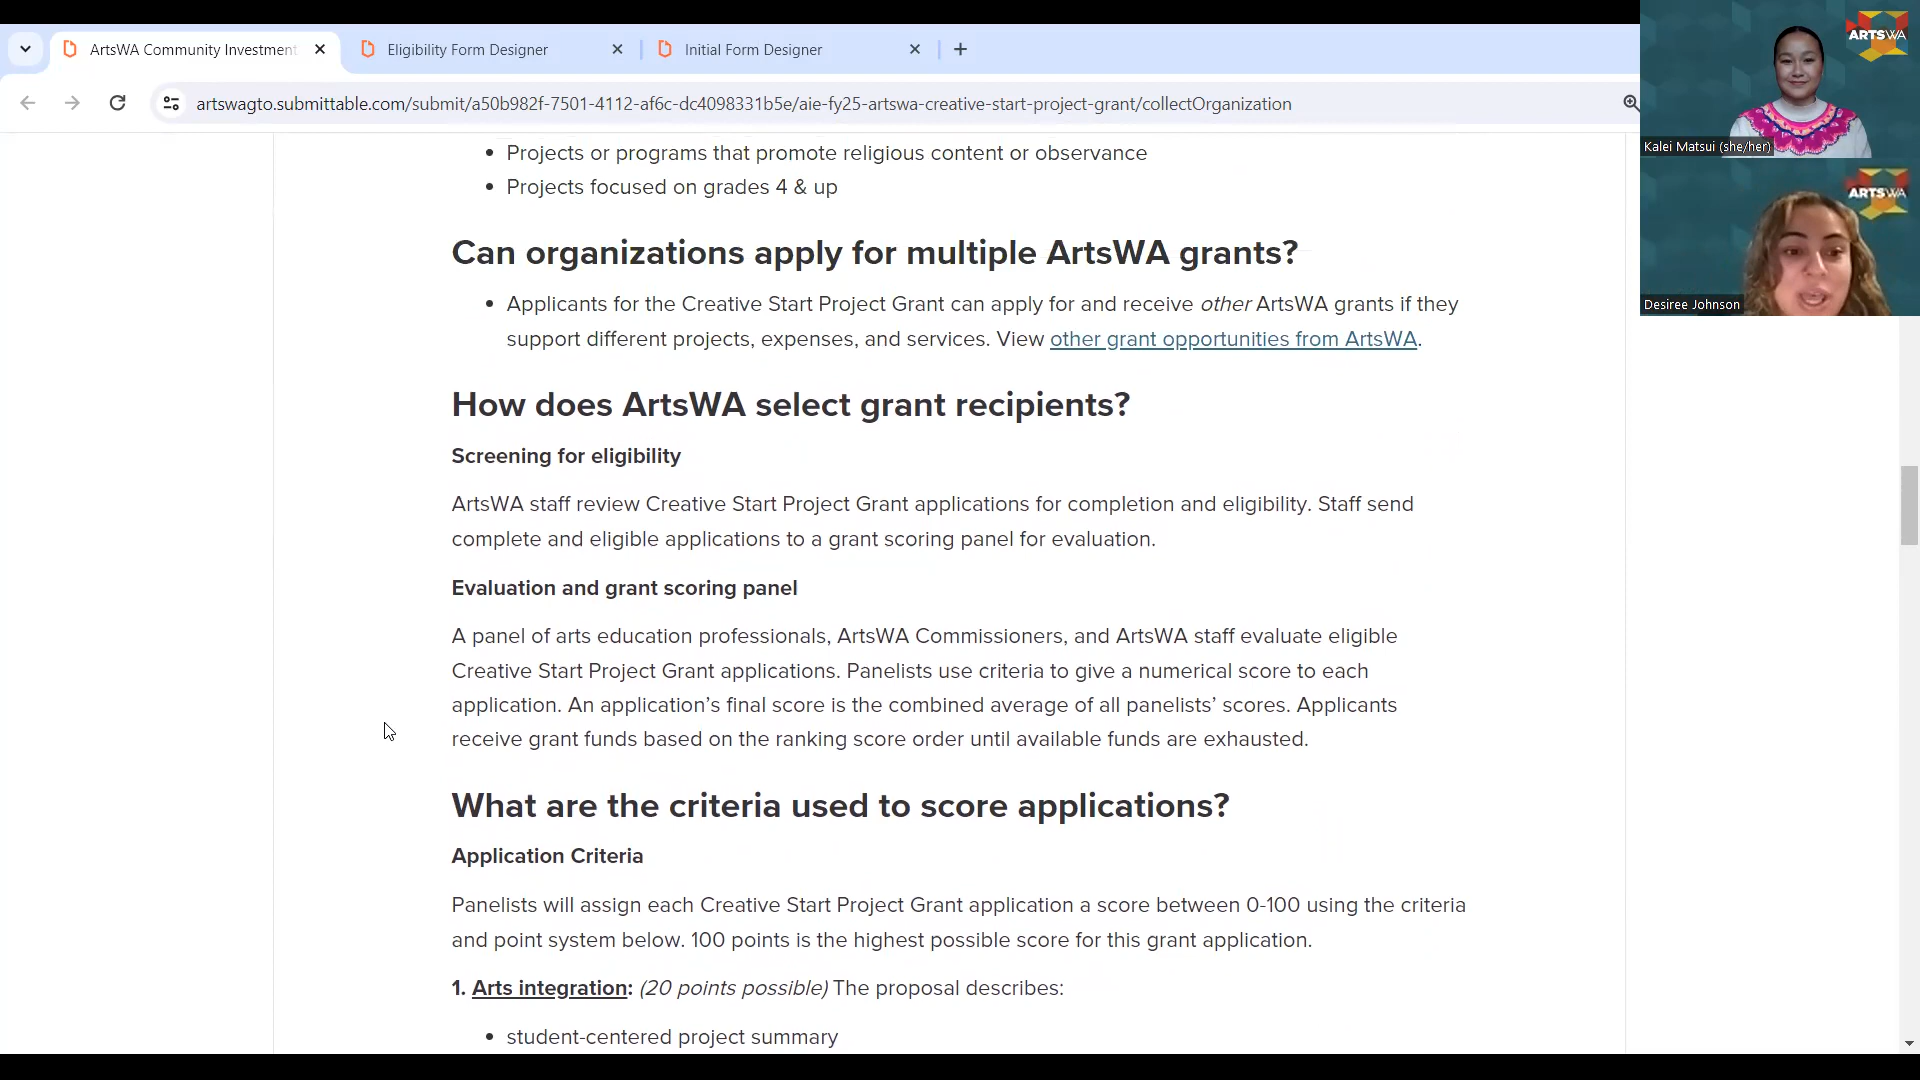 ArtsWA Community Investment
Eligibility Form Designer
Initial Form Designer
artswagto.submittable.com/submit/a50b982f-7501-4112-af6c-dc4098331b5e/aie-fy25-artswa-creative-start-project-grant/collectOrganization
ARTSWA
Kalei Matsui (she/her)
ARTSWA
Desiree Johnson
• Projects or programs that promote religious content or observance
• Projects focused on grades 4 & up
Can organizations apply for multiple ArtsWA grants?
• Applicants for the Creative Start Project Grant can apply for and receive other ArtsWA grants if they
support different projects, expenses, and services. View other grant opportunities from ArtsWA.
How does ArtsWA select grant recipients?
Screening for eligibility
ArtsWA staff review Creative Start Project Grant applications for completion and eligibility. Staff send
complete and eligible applications to a grant scoring panel for evaluation.
Evaluation and grant scoring panel
A panel of arts education professionals, ArtsWA Commissioners, and ArtsWA staff evaluate eligible
Creative Start Project Grant applications. Panelists use criteria to give a numerical score to each
application. An application’s final score is the combined average of all panelists’ scores. Applicants
receive grant funds based on the ranking score order until available funds are exhausted.
What are the criteria used to score applications?
Application Criteria
Panelists will assign each Creative Start Project Grant application a score between 0-100 using the criteria
and point system below. 100 points is the highest possible score for this grant application.
1. Arts integration: (20 points possible) The proposal describes:
• student-centered project summary